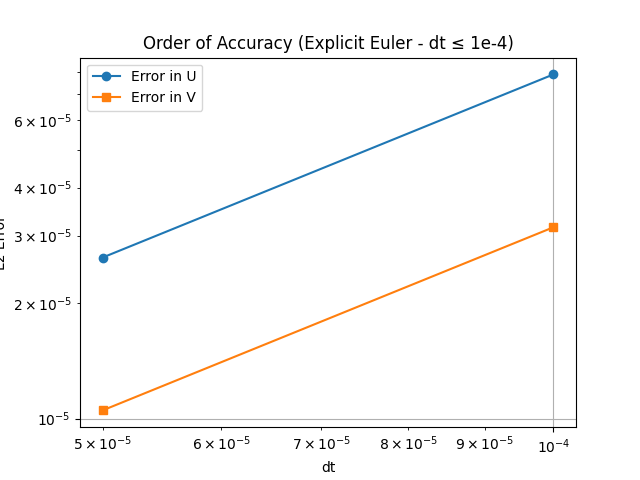 Order of Accuracy (Explicit Euler - dt ≤ 1e-4)
Error in U
Error in V
6 × 10⁻⁵
4 × 10⁻⁵
3 × 10⁻⁵
2 × 10⁻⁵
10⁻⁵
L2 Error
5 × 10⁻⁵ 6 × 10⁻⁵ 7 × 10⁻⁵ 8 × 10⁻⁵ 9 × 10⁻⁵ 10⁻⁴
dt